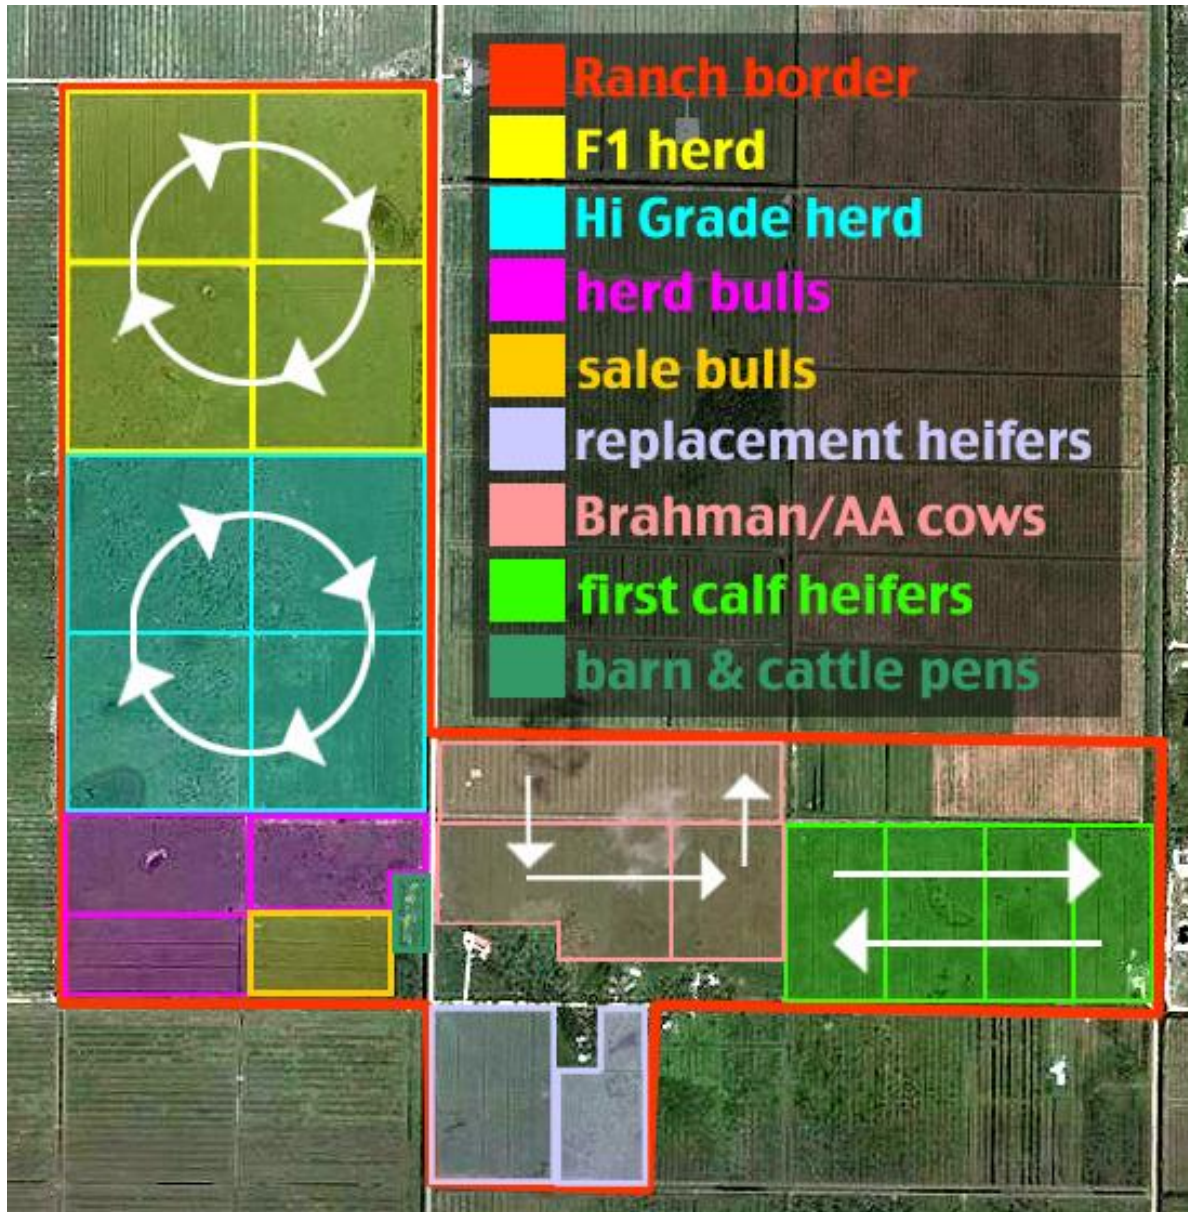 Ranch border
F1 herd
Hi Grade herd
herd bulls
sale bulls
replacement heifers
Brahman/AA cows
first calf heifers
barn & cattle pens